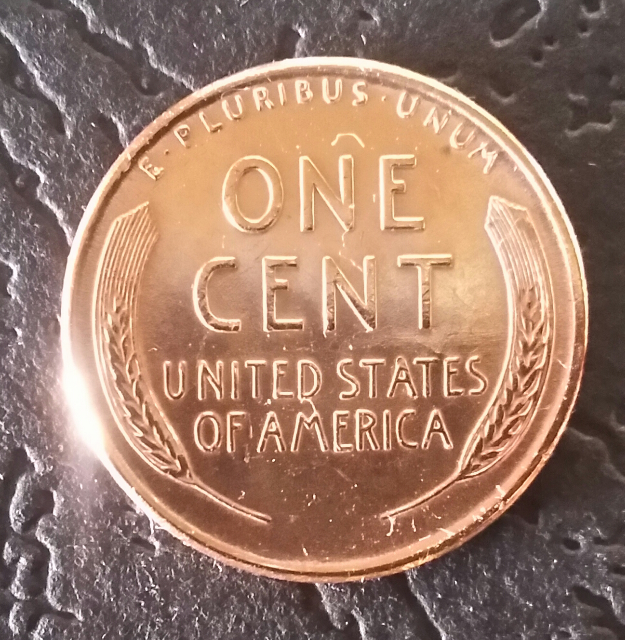 E·PLURIBUS·UNUM
ONE
CENT
UNITED STATES
OF AMERICA